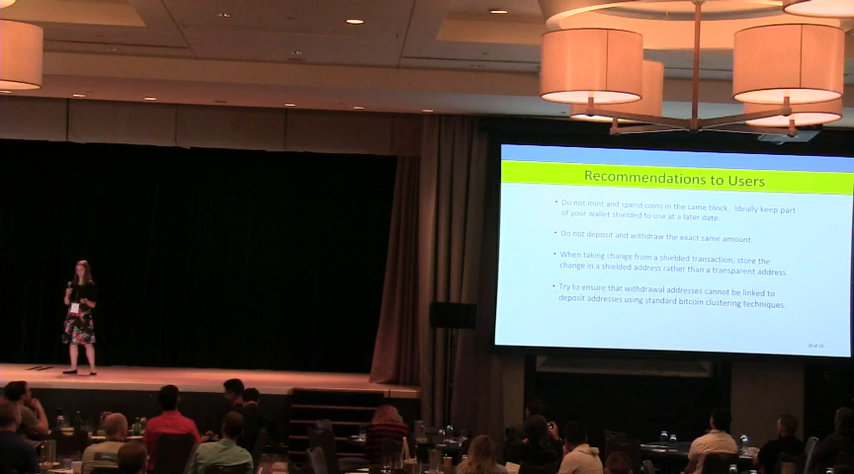 Recommendations to Users
• Do not mint and spend coins in the same block. Ideally keep part
of your wallet shielded to use at a later date.
• Do not deposit and withdraw the exact same amount.
• When taking change from a shielded transaction, store the
change in a shielded address rather than a transparent address.
• Try to ensure that withdrawal addresses cannot be linked to
deposit addresses using standard bitcoin clustering techniques.